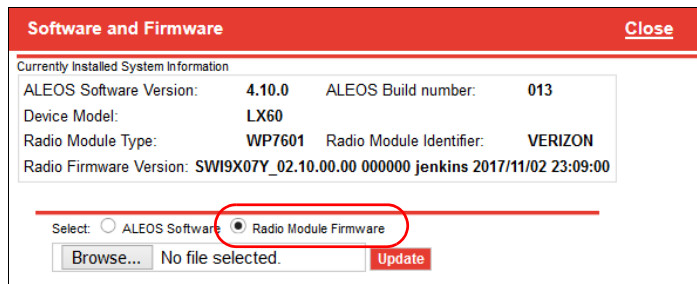 Software and Firmware Close
Currently Installed System Information
ALEOS Software Version: 4.10.0 ALEOS Build number: 013
Device Model: LX60
Radio Module Type: WP7601 Radio Module Identifier: VERIZON
Radio Firmware Version: SWI9X07Y_02.10.00.00 000000 jenkins 2017/11/02 23:09:00
Select: ALEOS Software Radio Module Firmware
Browse... No file selected. Update